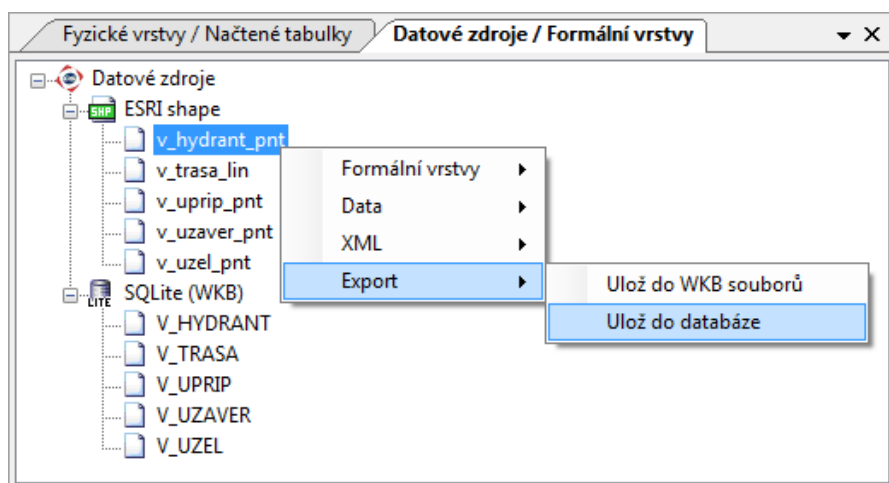 Fyzické vrstvy / Načtené tabulky
Datové zdroje / Formální vrstvy
Datové zdroje
SHP ESRI shape
v_hydrant_pnt
v_trasa_lin
v_uprip_pnt
v_uzaver_pnt
v_uzel_pnt
LITE SQLite (WKB)
V_HYDRANT
V_TRASA
V_UPRIP
V_UZAVER
V_UZEL
Formální vrstvy
Data
XML
Export
Ulož do WKB souborů
Ulož do databáze